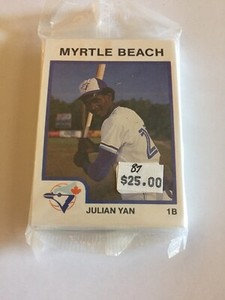 MYRTLE BEACH
87
$25.00
JULIAN YAN 1B